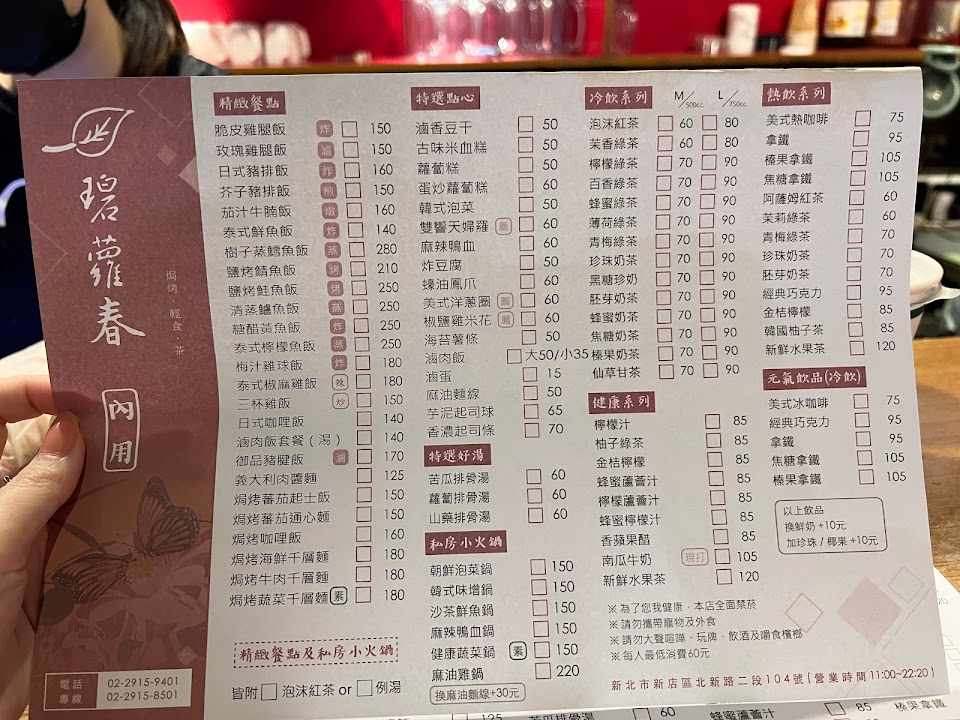 碧蘿春
焗烤・輕食・茶
內用
電話專線
02-2915-9401
02-2915-8501
精緻餐點
脆皮雞腿飯 炸 150
玫瑰雞腿飯 滷 150
日式豬排飯 炸 160
芥子豬排飯 煎 150
茄汁牛腩飯 燉 160
泰式鮮魚飯 炸 140
樹子蒸鱈魚飯 蒸 280
鹽烤鯖魚飯 烤 210
鹽烤鮭魚飯 烤 250
清蒸鱸魚飯 蒸 250
糖醋黃魚飯 炸 250
泰式檸檬魚飯 蒸 250
梅汁雞球飯 炸 180
泰式椒麻雞飯 辣 180
三杯雞飯 炒 150
日式咖哩飯 140
滷肉飯套餐(湯) 140
御品豬腱飯 滷 170
義大利肉醬麵 125
焗烤蕃茄起士飯 150
焗烤蕃茄通心麵 150
焗烤咖哩飯 160
焗烤海鮮千層麵 180
焗烤牛肉千層麵 180
焗烤蔬菜千層麵 素 180
精緻餐點及私房小火鍋
皆附 泡沫紅茶 or 例湯
特選點心
滷香豆干 50
古味米血糕 50
蘿蔔糕 50
蛋炒蘿蔔糕 60
韓式泡菜 50
雙響天婦羅 薦 60
麻辣鴨血 60
炸豆腐 50
蠔油鳳爪 60
美式洋蔥圈 薦 60
椒鹽雞米花 薦 60
海苔薯條 50
滷肉飯 大50/小35
滷蛋 15
麻油麵線 50
芋泥起司球 65
香濃起司條 70
特選好湯
苦瓜排骨湯 60
蘿蔔排骨湯 60
山藥排骨湯 60
私房小火鍋
朝鮮泡菜鍋 150
韓式味增鍋 150
沙茶鮮魚鍋 150
麻辣鴨血鍋 150
健康蔬菜鍋 素 150
麻油雞鍋 220
換麻油麵線+30元
冷飲系列 M/500cc. L/750cc.
泡沫紅茶 60 80
茉香綠茶 60 80
檸檬綠茶 70 90
百香綠茶 70 90
蜂蜜綠茶 70 90
薄荷綠茶 70 90
青梅綠茶 70 90
珍珠奶茶 70 90
黑糖珍奶 70 90
胚芽奶茶 70 90
蜂蜜奶茶 70 90
焦糖奶茶 70 90
榛果奶茶 70 90
仙草甘茶 70 90
健康系列
檸檬汁 85
柚子綠茶 85
金桔檸檬 85
蜂蜜蘆薈汁 85
檸檬蘆薈汁 85
蜂蜜檸檬汁 85
香蘋果醋 85
南瓜牛奶 現打 105
新鮮水果茶 120
※為了您我健康,本店全面禁菸
※請勿攜帶寵物及外食
※請勿大聲喧嘩、玩牌、飲酒及嚼食檳榔
※每人最低消費60元
熱飲系列
美式熱咖啡 75
拿鐵 95
榛果拿鐵 105
焦糖拿鐵 105
阿薩姆紅茶 60
茉莉綠茶 60
青梅綠茶 70
珍珠奶茶 70
胚芽奶茶 70
經典巧克力 95
金桔檸檬 85
韓國柚子茶 85
新鮮水果茶 120
元氣飲品(冷飲)
美式冰咖啡 75
經典巧克力 95
拿鐵 95
焦糖拿鐵 105
榛果拿鐵 105
以上飲品
換鮮奶+10元
加珍珠/椰果+10元
新北市新店區北新路二段104號(營業時間11:00~22:20)
125
苦瓜排骨湯 60
蜂蜜蘆薈汁
85
榛果拿鐵